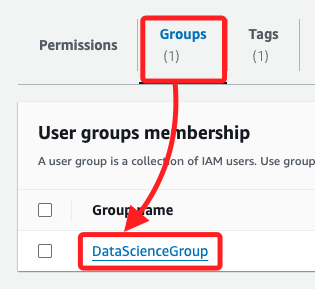 Permissions
Groups
(1)
Tags
(1)
User groups membership
A user group is a collection of IAM users. Use group
Group name
DataScienceGroup